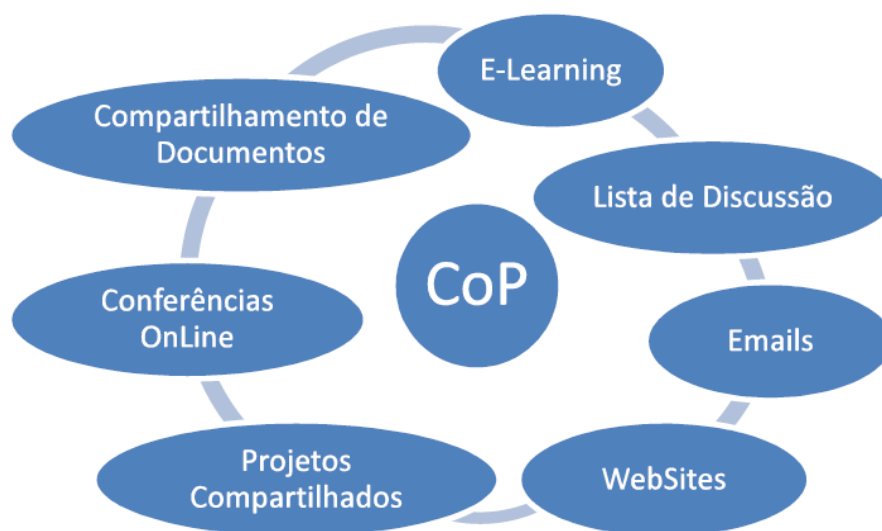 E-Learning
Compartilhamento de
Documentos
Lista de Discussão
CoP
Conferências
OnLine
Emails
Projetos
Compartilhados
WebSites